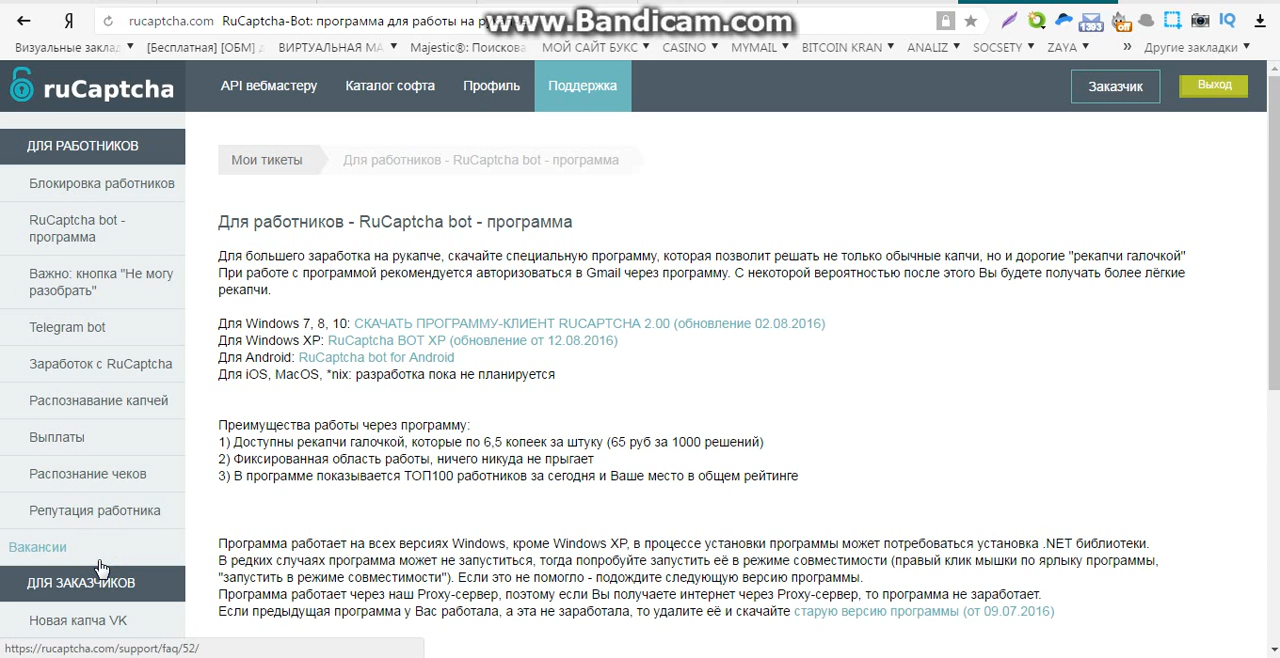 Я
rucaptcha.com RuCaptcha-Bot: программа для работы на р
www.Bandicam.com
Визуальные заклад
[Бесплатная] [ОБМ]
ВИРТУАЛЬНАЯ МА
Majestic®: Поискова
МОЙ САЙТ БУКС
CASINO
MYMAIL
BITCOIN KRAN
ANALIZ
SOCSETY
ZAYA
»
Другие закладки
ruCaptcha
API вебмастеру
Каталог софта
Профиль
Поддержка
Заказчик
Выход
ДЛЯ РАБОТНИКОВ
Блокировка работников
RuCaptcha bot -
программа
Важно: кнопка "Не могу
разобрать"
Telegram bot
Заработок с RuCaptcha
Распознавание капчей
Выплаты
Распознание чеков
Репутация работника
Вакансии
ДЛЯ ЗАКАЗЧИКОВ
Новая капча VK
Мои тикеты
Для работников - RuCaptcha bot - программа
Для работников - RuCaptcha bot - программа
Для большего заработка на рукапче, скачайте специальную программу, которая позволит решать не только обычные капчи, но и дорогие "рекапчи галочкой"
При работе с программой рекомендуется авторизоваться в Gmail через программу. С некоторой вероятностью после этого Вы будете получать более лёгкие
рекапчи.
Для Windows 7, 8, 10: СКАЧАТЬ ПРОГРАММУ-КЛИЕНТ RUCAPTCHA 2.00 (обновление 02.08.2016)
Для Windows XP: RuCaptcha BOT XP (обновление от 12.08.2016)
Для Android: RuCaptcha bot for Android
Для iOS, MacOS, *nix: разработка пока не планируется
Преимущества работы через программу:
1) Доступны рекапчи галочкой, которые по 6,5 копеек за штуку (65 руб за 1000 решений)
2) Фиксированная область работы, ничего никуда не прыгает
3) В программе показывается ТОП100 работников за сегодня и Ваше место в общем рейтинге
Программа работает на всех версиях Windows, кроме Windows XP, в процессе установки программы может потребоваться установка .NET библиотеки.
В редких случаях программа может не запуститься, тогда попробуйте запустить её в режиме совместимости (правый клик мышки по ярлыку программы,
"запустить в режиме совместимости"). Если это не помогло - подождите следующую версию программы.
Программа работает через наш Proxy-сервер, поэтому если Вы получаете интернет через Proxy-сервер, то программа не заработает.
Если предыдущая программа у Вас работала, а эта не заработала, то удалите её и скачайте старую версию программы (от 09.07.2016)
https://rucaptcha.com/support/faq/52/